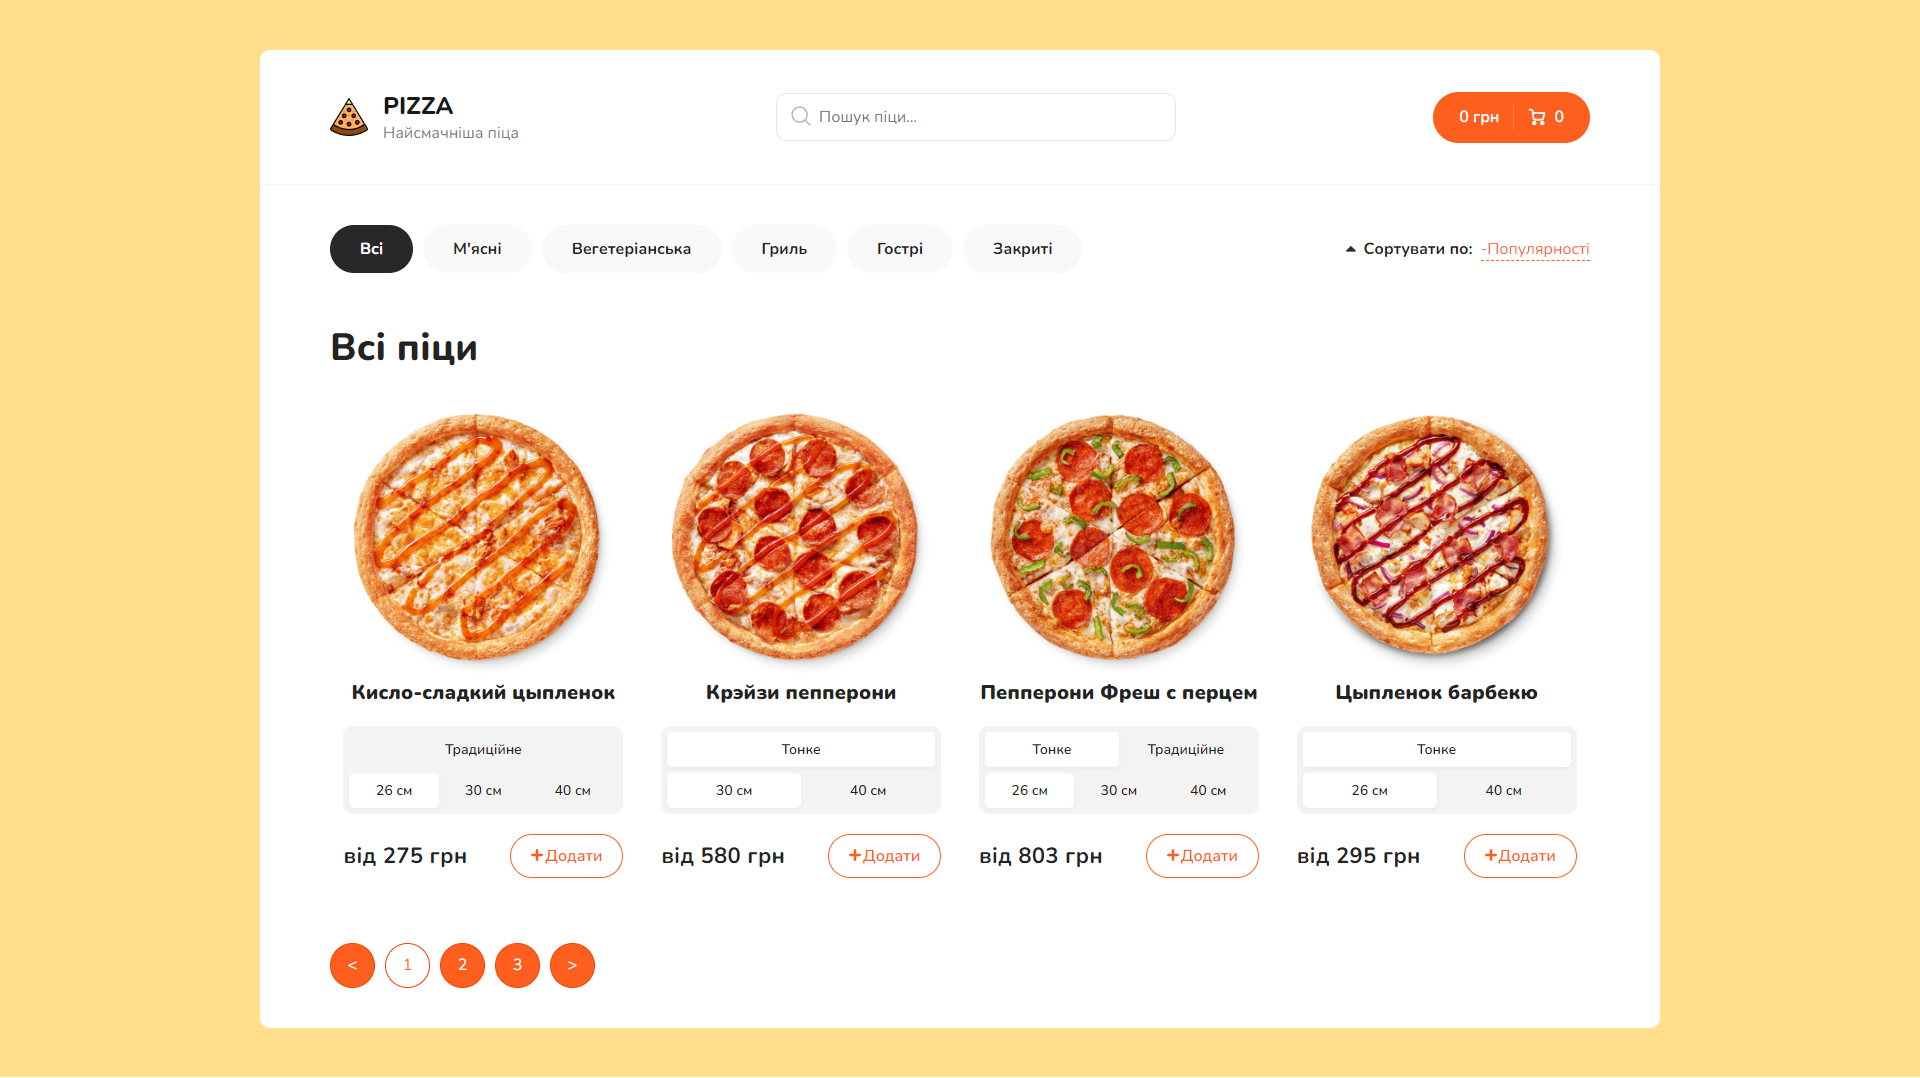 PIZZA
Найсмачніша піца
Пошук піци...
0 грн 0
Всі М'ясні Вегетеріанська Гриль Гострі Закриті Сортувати по: -Популярності
Всі піци
Кисло-сладкий цыпленок
Традиційне
26 см 30 см 40 см
від 275 грн +Додати
Крэйзи пепперони
Тонке
30 см 40 см
від 580 грн +Додати
Пепперони Фреш с перцем
Тонке Традиційне
26 см 30 см 40 см
від 803 грн +Додати
Цыпленок барбекю
Тонке
26 см 40 см
від 295 грн +Додати
< 1 2 3 >